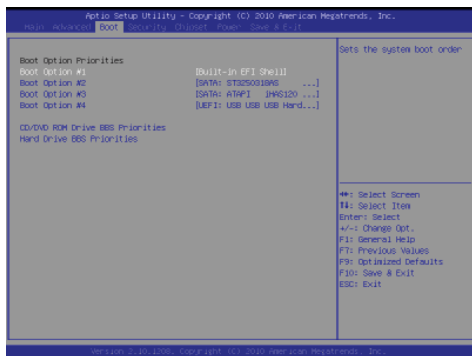 Aptio Setup Utility - Copyright (C) 2010 American Megatrends, Inc.
Main Advanced Boot Security Chipset Power Save & Exit
Boot Option Priorities
Boot Option #1 [Built-in EFI Shell]
Boot Option #2 [SATA: ST3250318AS ...]
Boot Option #3 [SATA: ATAPI iHAS120 ...]
Boot Option #4 [UEFI: USB USB USB Hard...]
CD/DVD ROM Drive BBS Priorities
Hard Drive BBS Priorities
Sets the system boot order
: Select Screen
: Select Item
Enter: Select
+/-: Change Opt.
F1: General Help
F7: Previous Values
F9: Optimized Defaults
F10: Save & Exit
ESC: Exit
Version 2.10.1208. Copyright (C) 2010 American Megatrends, Inc.